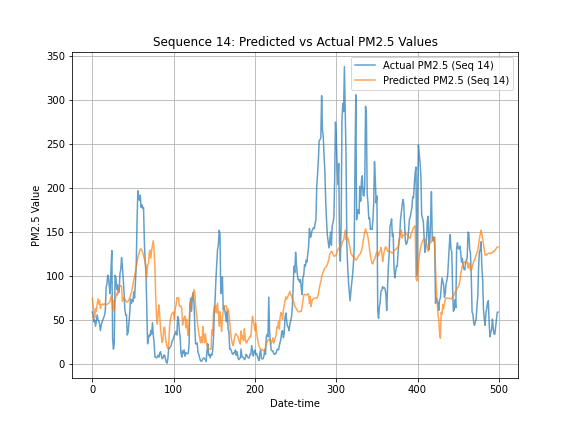 Sequence 14: Predicted vs Actual PM2.5 Values
Actual PM2.5 (Seq 14)
Predicted PM2.5 (Seq 14)
PM2.5 Value
350
300
250
200
150
100
50
0
0 100 200 300 400 500
Date-time